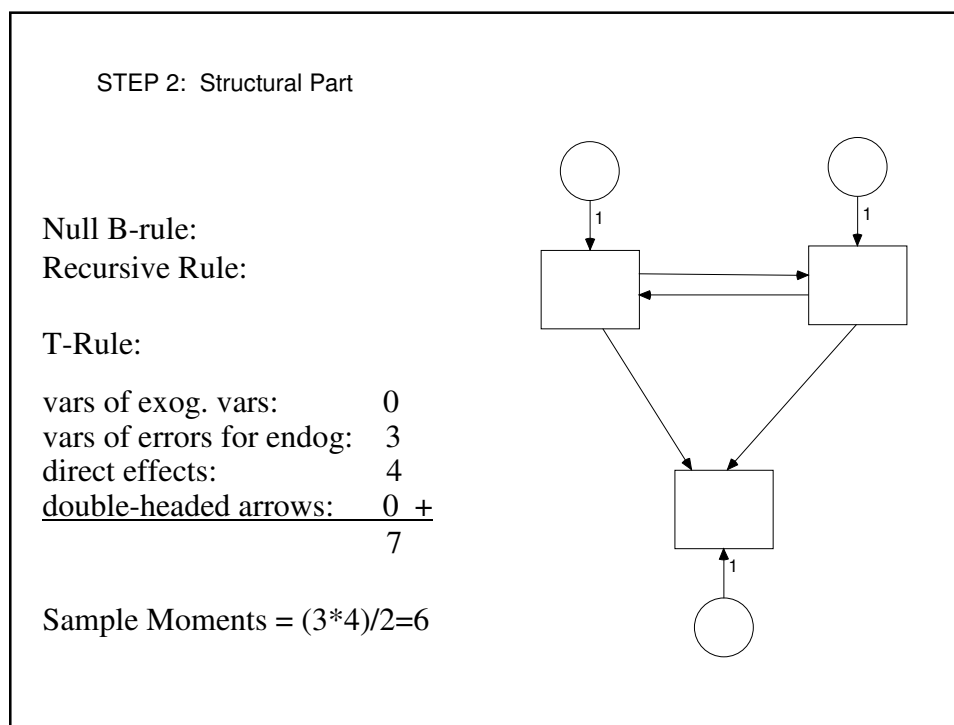 STEP 2: Structural Part
Null B-rule:
Recursive Rule:
T-Rule:
vars of exog. vars: 0
vars of errors for endog: 3
direct effects: 4
double-headed arrows: 0 +
7
Sample Moments = (3*4)/2=6
1
1
1